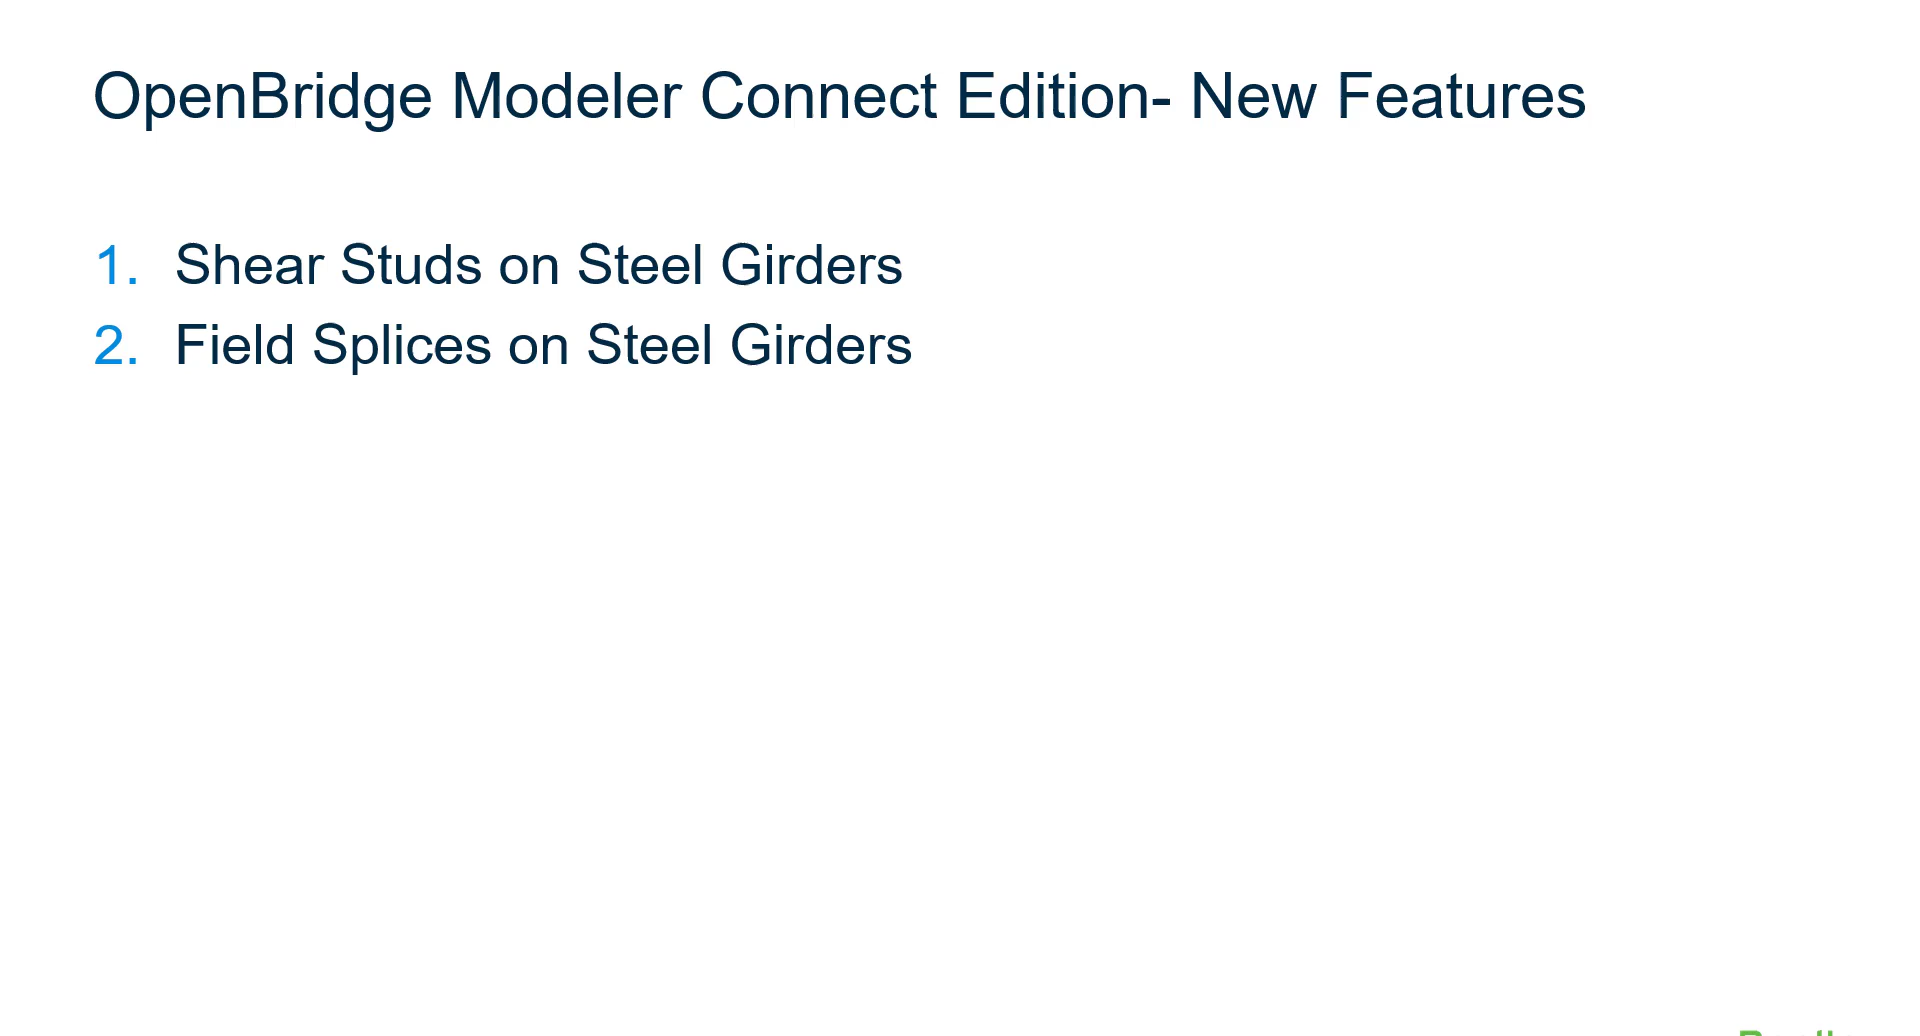 OpenBridge Modeler Connect Edition- New Features
1. Shear Studs on Steel Girders
2. Field Splices on Steel Girders